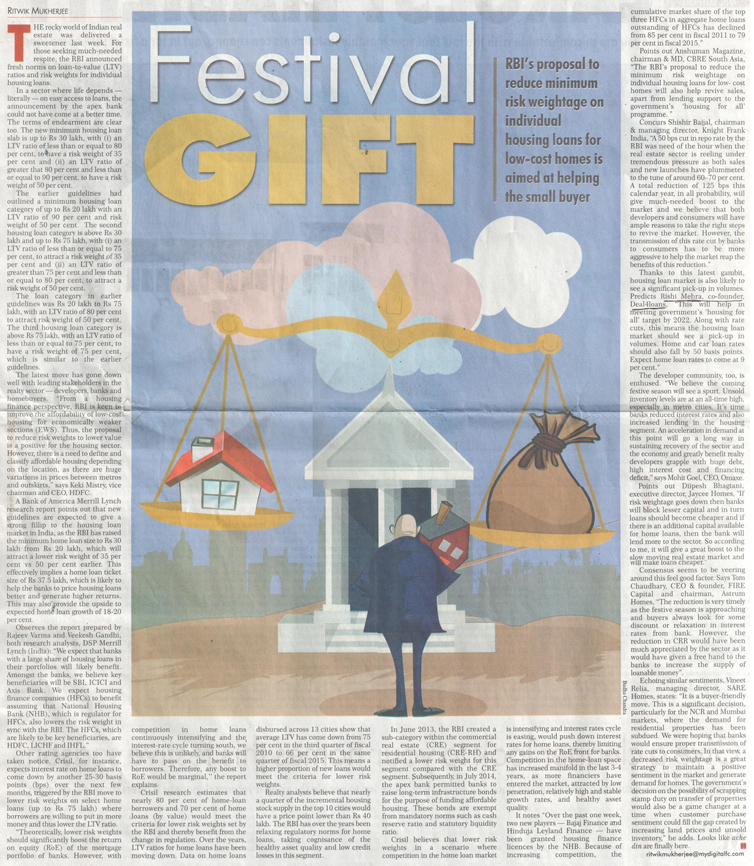 RITWIK MUKHERJEE
Festival
GIFT
RBI's proposal to
reduce minimum
risk weightage on
individual
housing loans for
low-cost homes is
aimed at helping
the small buyer
THE rocky world of Indian real
estate was delivered a
sweetener last week. For
those seeking much-needed
respite, the RBI announced
fresh norms on loan-to-value (LTV)
ratios and risk weights for individual
housing loans.
In a sector where life depends —
literally — on easy access to loans, the
announcement by the apex bank
could not have come at a better time.
The terms of endearment are clear
too. The new minimum housing loan
slab is up to Rs 30 lakh, with (i) an
LTV ratio of less than or equal to 80
per cent, to have a risk weight of 35
per cent and (ii) an LTV ratio of
greater that 80 per cent and less than
or equal to 90 per cent, to have a risk
weight of 50 per cent.
The earlier guidelines had
outlined a minimum housing loan
category of up to Rs 20 lakh with an
LTV ratio of 90 per cent and risk
weight of 50 per cent. The second
housing loan category is above Rs 30
lakh and up to Rs 75 lakh, with (i) an
LTV ratio of less than or equal to 75
per cent, to attract a risk weight of 35
per cent and (ii) an LTV ratio of
greater than 75 per cent and less than
or equal to 80 per cent, to attract a
risk weight of 50 per cent.
The loan category in earlier
guidelines was Rs 20 lakh to Rs 75
lakh, with an LTV ratio of 80 per cent
to attract risk weight of 50 per cent.
The third housing loan category is
above Rs 75 lakh, with an LTV ratio of
less than or equal to 75 per cent, to
have a risk weight of 75 per cent,
which is similar to the earlier
guidelines.
The latest move has gone down
well with leading stakeholders in the
realty sector — developers, banks and
homebuyers. "From a housing
finance perspective, RBI is keen to
improve the affordability of low-cost
housing for economically weaker
sections (EWS). Thus, the proposal
to reduce risk weights to lower value
is a positive for the housing sector.
However, there is a need to define and
classify affordable housing depending
on the location, as there are huge
variations in prices between metros
and outskirts," says Keki Mistry, vice
chairman and CEO, HDFC.
A Bank of America Merrill Lynch
research report points out that new
guidelines are expected to give a
strong fillip to the housing loan
market in India, as the RBI has raised
the minimum home loan size to Rs 30
lakh from Rs 20 lakh, which will
attract a lower risk weight of 35 per
cent vs 50 per cent earlier. This
effectively implies a home loan ticket
size of Rs 37.5 lakh, which is likely to
help the banks to price housing loans
better and generate higher returns.
This may also provide the upside to
expected home loan growth of 18-20
per cent.
Observes the report prepared by
Rajeev Varma and Veekesh Gandhi,
both research analysts, DSP Merrill
Lynch (India): "We expect that banks
with a large share of housing loans in
their portfolios will likely benefit.
Amongst the banks, we believe key
beneficiaries will be SBI, ICICI and
Axis Bank. We expect housing
finance companies (HFCs) to benefit
assuming that National Housing
Bank (NHB), which is regulator for
HFCs, also lowers the risk weight in
sync with the RBI. The HFCs, which
are likely to be key beneficiaries, are
HDFC, LICHF and IHFL."
Other rating agencies too have
taken notice. Crisil, for instance,
expects interest rate on home loans to
come down by another 25-30 basis
points (bps) over the next few
months, triggered by the RBI move to
lower risk weights on select home
loans (up to Rs 75 lakh) where
borrowers are willing to put in more
money and thus lower the LTV ratio.
"Theoretically, lower risk weights
should significantly boost the return
on equity (RoE) of the mortgage
portfolio of banks. However, with
competition in home loans
continuously intensifying and the
interest-rate cycle turning south, we
believe this is unlikely, and banks will
have to pass on the benefit to
borrowers. Therefore, any boost to
RoE would be marginal," the report
explains.
Crisil research estimates that
nearly 80 per cent of home-loan
borrowers and 70 per cent of home
loans (by value) would meet the
criteria for lower risk weights set by
the RBI and thereby benefit from the
change in regulation. Over the years,
LTV ratios for home loans have been
moving down. Data on home loans
disbursed across 13 cities show that
average LTV has come down from 75
per cent in the third quarter of fiscal
2010 to 66 per cent in the same
quarter of fiscal 2015. This means a
higher proportion of new loans would
meet the criteria for lower risk
weights.
Realty analysts believe that nearly
a quarter of the incremental housing
stock supply in the top 10 cities would
have a price point lower than Rs 40
lakh. The RBI has over the years been
relaxing regulatory norms for home
loans, taking cognisance of the
healthy asset quality and low credit
losses in this segment.
In June 2013, the RBI created a
sub-category within the commercial
real estate (CRE) segment for
residential housing (CRE-RH) and
notified a lower risk weight for this
segment compared with the CRE
segment. Subsequently, in July 2014,
the apex bank permitted banks to
raise long-term infrastructure bonds for
the purpose of funding affordable
housing. These bonds are exempt
from mandatory norms such as cash
reserve ratio and statutory liquidity
ratio.
Crisil believes that lower risk
weights in a scenario where
competition in the home loan market
is intensifying and interest rates cycle
is easing, would push down interest
rates for home loans, thereby limiting
any gains on the RoE front for banks.
Competition in the home-loan space
has increased manifold in the last 3-4
years, as more financiers have
entered the market, attracted by low
penetration, relatively high and stable
growth rates, and healthy asset
quality.
It notes "Over the past one week,
two new players — Bajaj Finance and
Hinduja Leyland Finance — have
been granted housing finance
licences by the NHB. Because of
increasing competition, the
cumulative market share of the top
three HFCs in aggregate home loans
outstanding of HFCs has declined
from 85 per cent in fiscal 2011 to 79
per cent in fiscal 2015."
Points out Anshuman Magazine,
chairman & MD, CBRE South Asia,
"The RBI's proposal to reduce the
minimum risk weightage on
individual housing loans for low- cost
homes will also help revive sales,
apart from lending support to the
government's 'housing for all'
programme. "
Concurs Shishir Baijal, chairman
& managing director, Knight Frank
India, "A 50 bps cut in repo rate by the
RBI was need of the hour when the
real estate sector is reeling under
tremendous pressure as both sales
and new launches have plummeted
to the tune of around 60-70 per cent.
A total reduction of 125 bps this
calendar year, in all probability, will
give much-needed boost to the
market and we believe that both
developers and consumers will have
ample reasons to take the right steps
to revive the market. However, the
transmission of this rate cut by banks
to consumers has to be more
aggressive to help the market reap the
benefits of this reduction."
Thanks to this latest gambit,
housing loan market is also likely to
see a significant pick-up in volumes.
Predicts Rishi Mehra, co-founder,
Deal4loans, "This will help in
meeting government's 'housing for
all' target by 2022. Along with rate
cuts, this means the housing loan
market should see a pick-up in
volumes. Home and car loan rates
should also fall by 50 basis points.
Expect home loan rates to come at 9
per cent."
The developer community, too, is
enthused. "We believe the coming
festive season will see a spurt. Unsold
inventory levels are at an all-time high,
especially in metro cities. It's time
banks reduced interest rates and also
increased lending in the housing
segment. An acceleration in demand at
this point will go a long way in
sustaining recovery of the sector and
the economy and greatly benefit realty
developers grapple with huge debt,
high interest cost and financing
deficit," says Mohit Goel, CEO, Omaxe.
Points out Dipesh Bhagtani,
executive director, Jaycee Homes, "If
risk weightage goes down then banks
will block lesser capital and in turn
loans should become cheaper and if
there is an additional capital available
for home loans, then the bank will
lend more to the sector. So according
to me, it will give a great boost to the
slow moving real estate market and
will make loans cheaper."
Consensus seems to be veering
around this feel good factor. Says Tom
Chaudhary, CEO & founder, FIRE
Capital and chairman, Astrum
Homes, "The reduction is very timely
as the festive season is approaching
and buyers always look for some
discount or relaxation in interest
rates from bank. However, the
reduction in CRR would have been
much appreciated by the sector as it
would have given a free hand to the
banks to increase the supply of
loanable money".
Echoing similar sentiments, Vineet
Relia, managing director, SARE
Homes, states: "It is a buyer-friendly
move. This is a significant decision,
particularly for the NCR and Mumbai
markets, where the demand for
residential properties has been
subdued. We were hoping that banks
would ensure proper transmission of
rate cuts to consumers. In that view, a
decreased risk weightage is a great
strategy to maintain a positive
sentiment in the market and generate
demand for homes. The government's
decision on the possibility of scrapping
stamp duty on transfer of properties
would also be a game changer at a
time when customer purchase
sentiment could fill the gap created by
increasing land prices and unsold
inventory," he adds. Looks like ache
din are finally here.
ritwikmukherjee@mydigitalfc.com